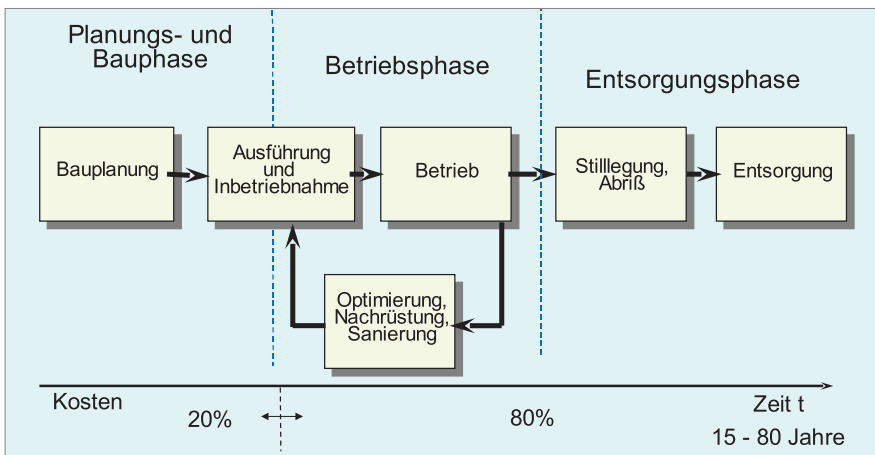 Planungs- und
Bauphase
Betriebsphase
Entsorgungsphase
Bauplanung
Ausführung
und
Inbetriebnahme
Betrieb
Stilllegung,
Abriß
Entsorgung
Optimierung,
Nachrüstung,
Sanierung
Kosten
20%
80%
Zeit t
15 - 80 Jahre